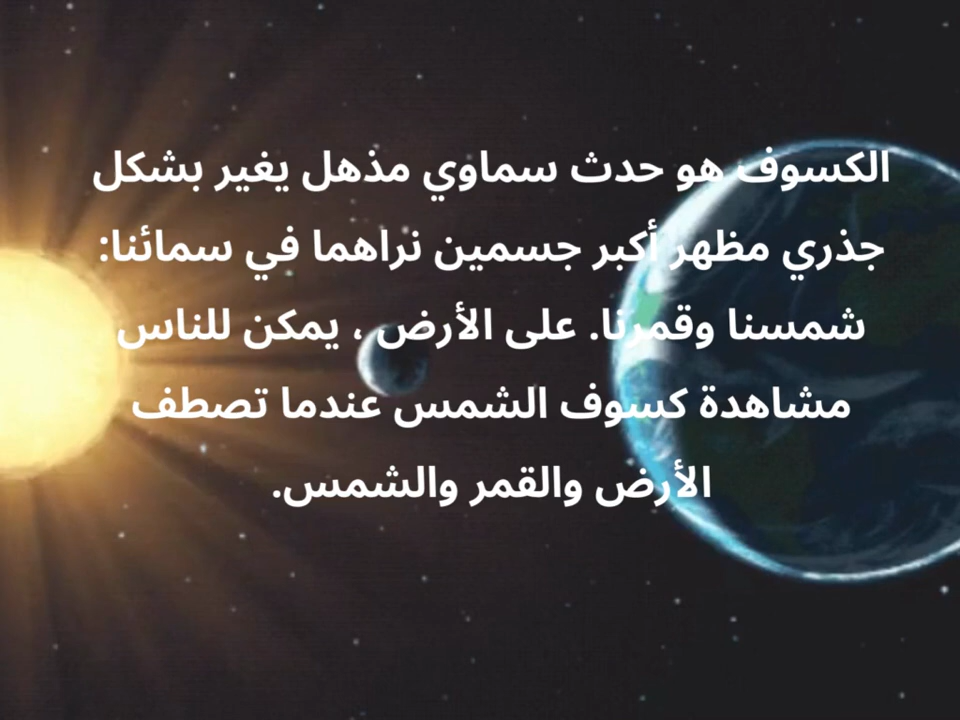 الكسوف هو حدث سماوي مذهل يغير بشكل
جذري مظهر أكبر جسمين نراهما في سمائنا:
شمسنا وقمرنا. على الأرض ، يمكن للناس
مشاهدة كسوف الشمس عندما تصطف
الأرض والقمر والشمس.